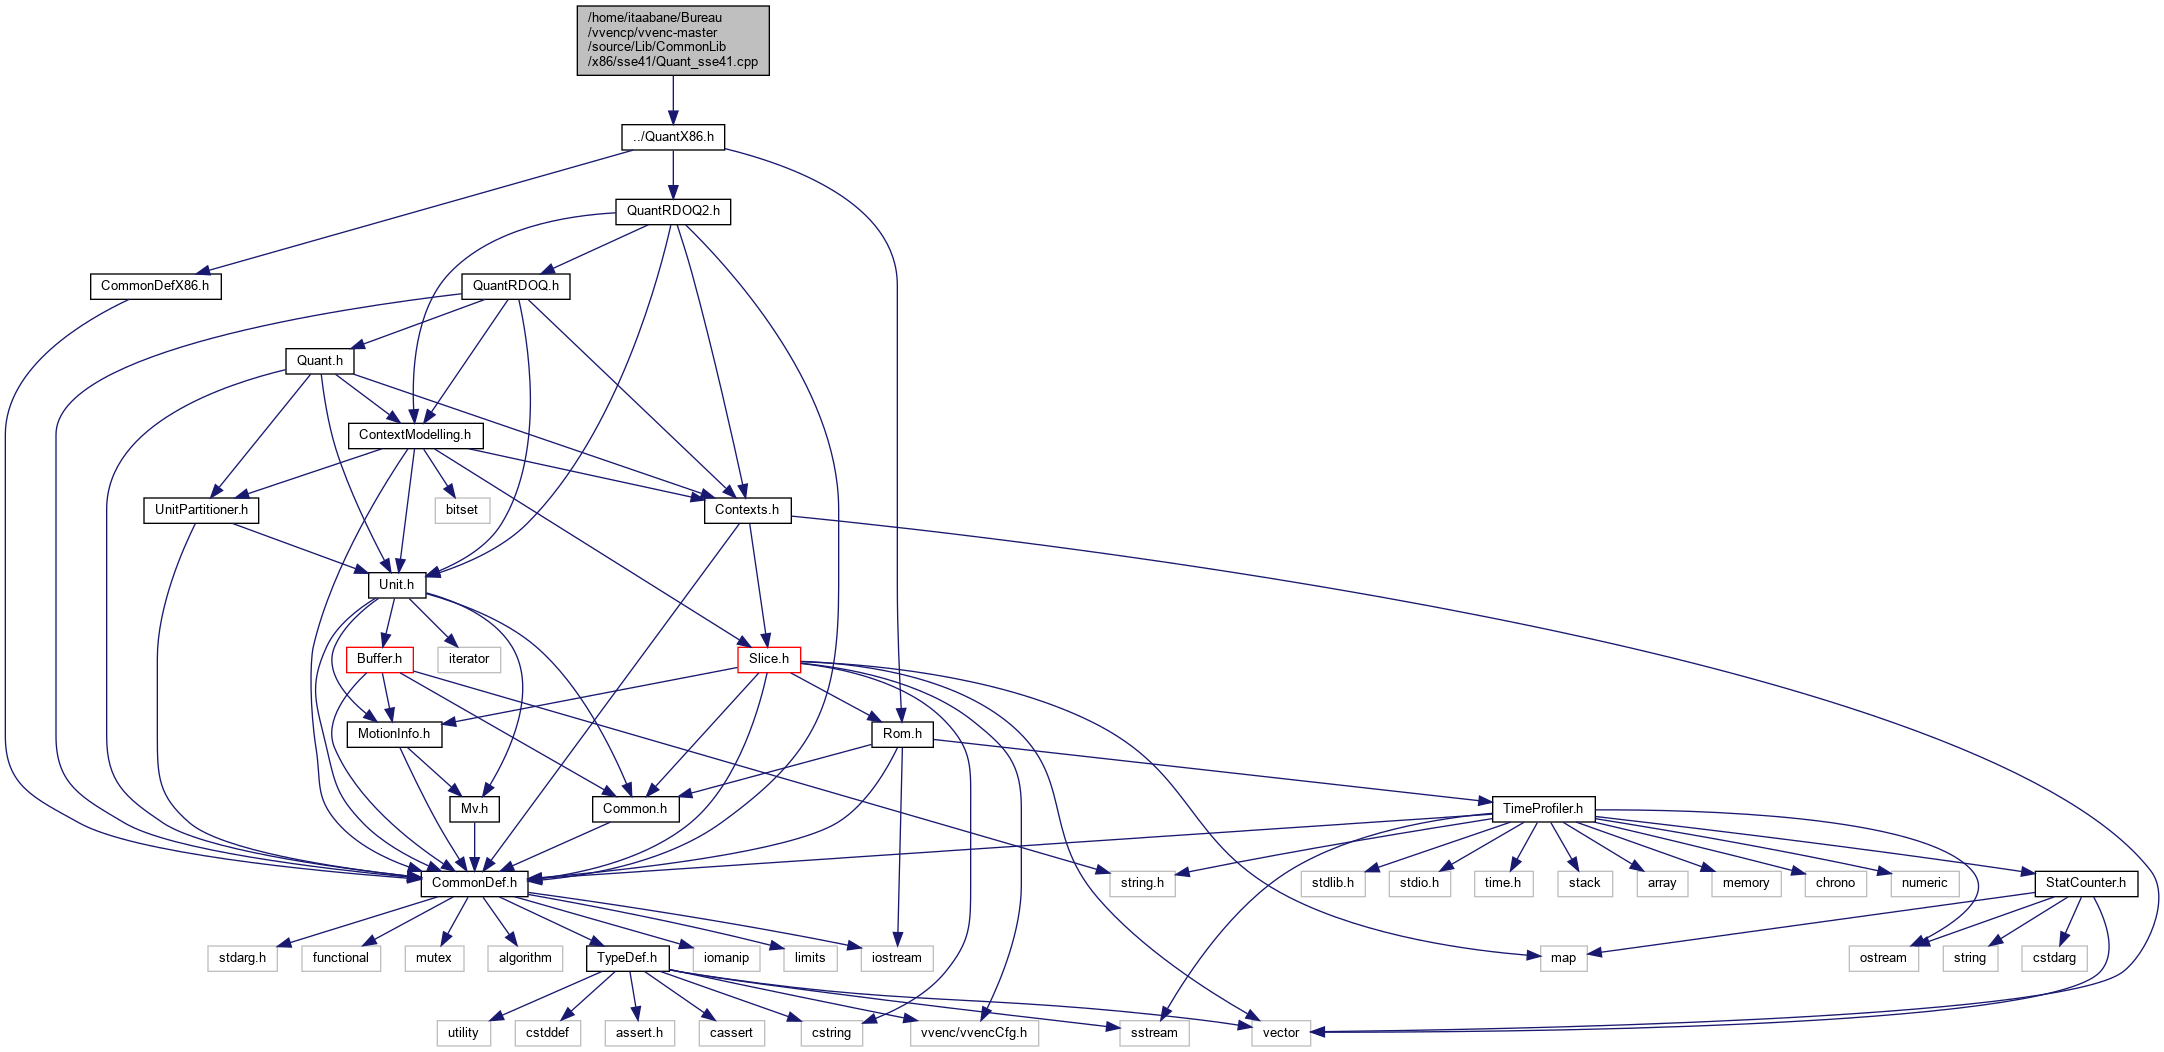 /home/itaabane/Bureau
/vvencp/vvenc-master
/source/Lib/CommonLib
/x86/sse41/Quant_sse41.cpp
../QuantX86.h
QuantRDOQ2.h
CommonDefX86.h
QuantRDOQ.h
Quant.h
ContextModelling.h
UnitPartitioner.h
bitset
Contexts.h
Unit.h
Buffer.h
iterator
Slice.h
MotionInfo.h
Rom.h
Mv.h
Common.h
TimeProfiler.h
CommonDef.h
string.h
stdlib.h
stdio.h
time.h
stack
array
memory
chrono
numeric
StatCounter.h
stdarg.h
functional
mutex
algorithm
TypeDef.h
iomanip
limits
iostream
map
ostream
string
cstdarg
utility
cstddef
assert.h
cassert
cstring
vvenc/vvencCfg.h
sstream
vector